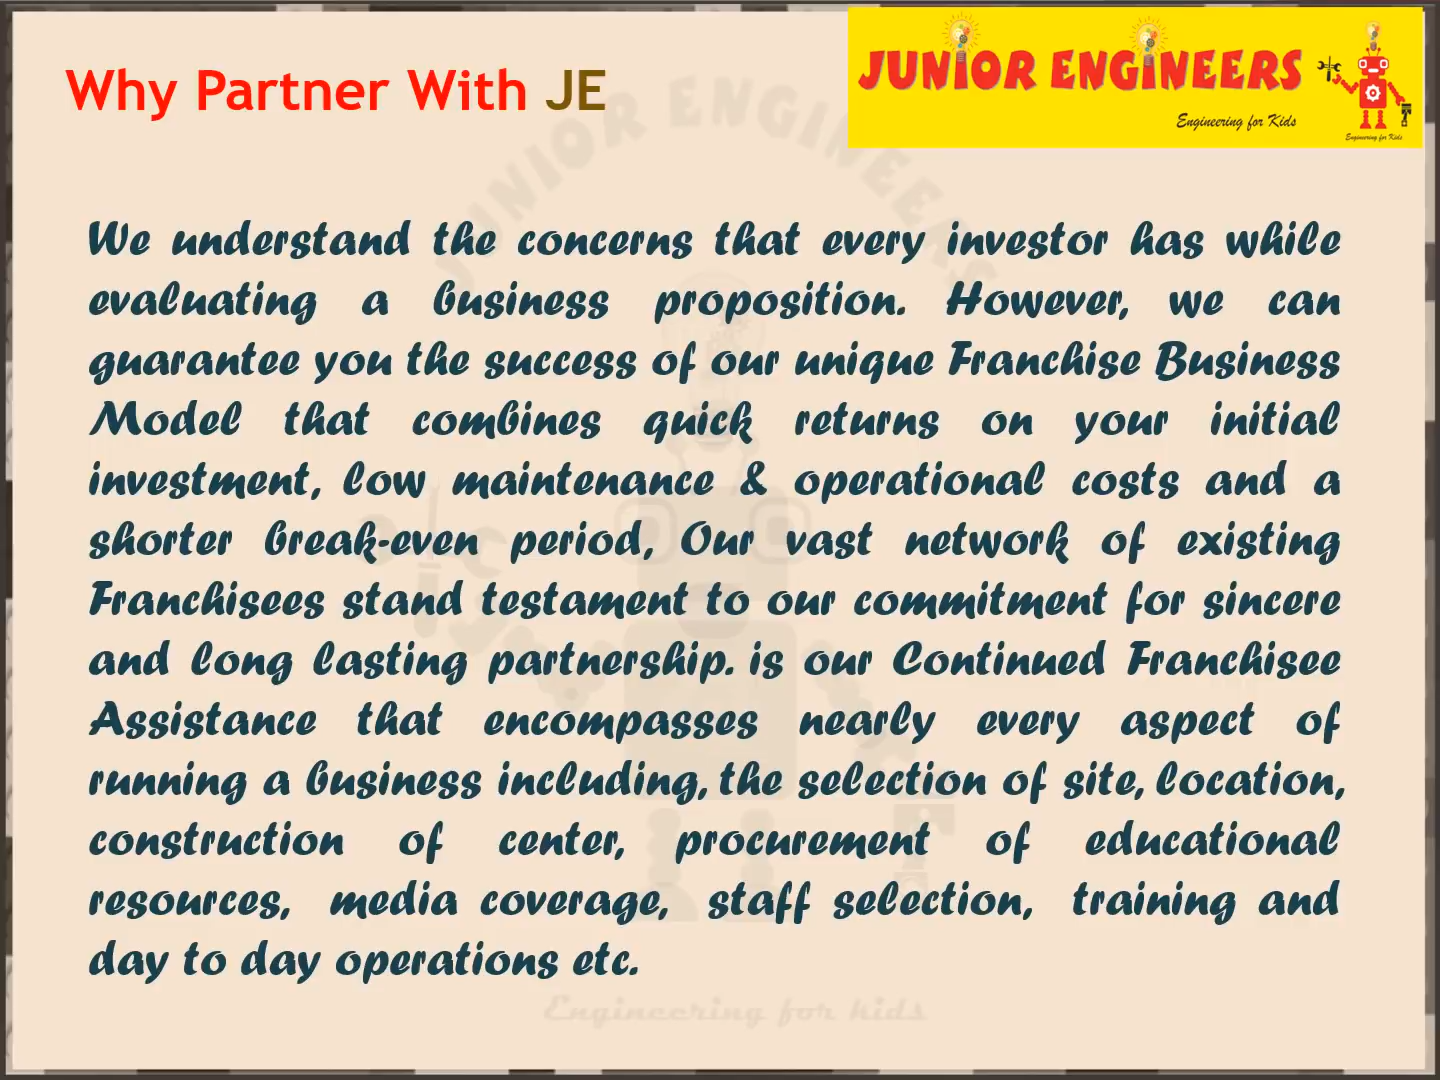 Why Partner With JE
JUNIOR ENGINEERS
Engineering for Kids
Engineering for Kids
JUNIOR ENGINEERS
We understand the concerns that every investor has while
evaluating a business proposition. However, we can
guarantee you the success of our unique Franchise Business
Model that combines quick returns on your initial
investment, low maintenance & operational costs and a
shorter break-even period, Our vast network of existing
Franchisees stand testament to our commitment for sincere
and long lasting partnership. is our Continued Franchisee
Assistance that encompasses nearly every aspect of
running a business including, the selection of site, location,
construction of center, procurement of educational
resources, media coverage, staff selection, training and
day to day operations etc.
Engineering for kids